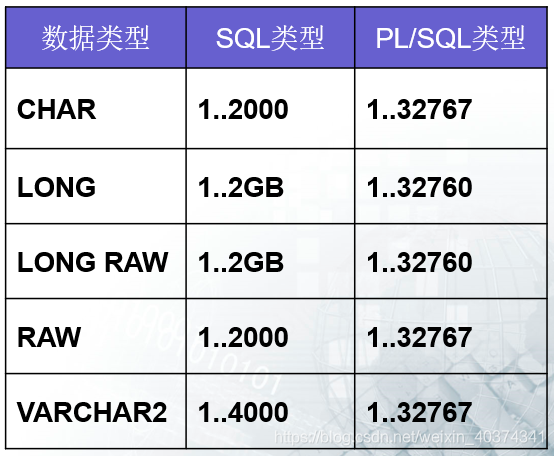 数据类型 SQL类型 PL/SQL类型
CHAR 1..2000 1..32767
LONG 1..2GB 1..32760
LONG RAW 1..2GB 1..32760
RAW 1..2000 1..32767
VARCHAR2 1..4000 1..32767
https://blog.csdn.net/weixin_40374341